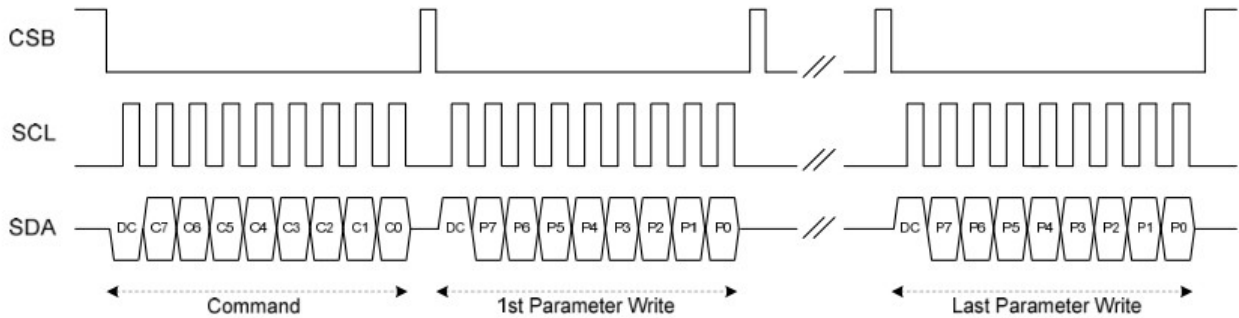 CSB
SCL
SDA
DC C7 C6 C5 C4 C3 C2 C1 C0 DC P7 P6 P5 P4 P3 P2 P1 P0 DC P7 P6 P5 P4 P3 P2 P1 P0
Command 1st Parameter Write Last Parameter Write